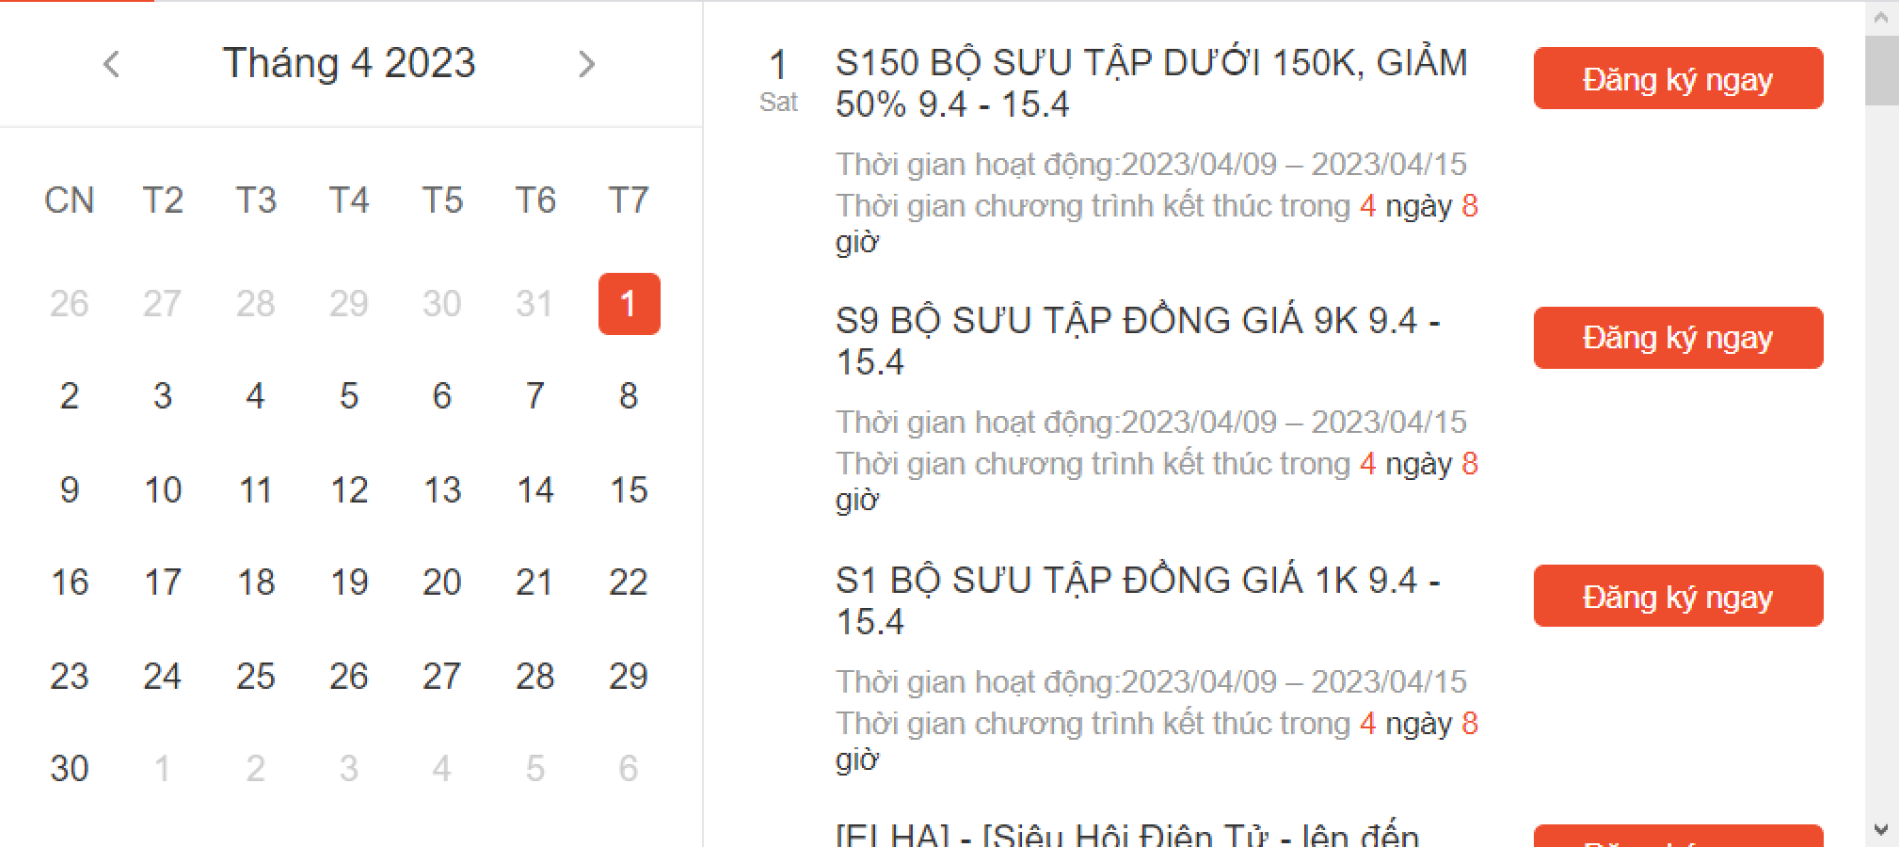 Tháng 4 2023
CN T2 T3 T4 T5 T6 T7
26 27 28 29 30 31 1
2 3 4 5 6 7 8
9 10 11 12 13 14 15
16 17 18 19 20 21 22
23 24 25 26 27 28 29
30 1 2 3 4 5 6
1
Sat
S150 BỘ SƯU TẬP DƯỚI 150K, GIẢM
50% 9.4 - 15.4
Đăng ký ngay
Thời gian hoạt động:2023/04/09 – 2023/04/15
Thời gian chương trình kết thúc trong 4 ngày 8
giờ
S9 BỘ SƯU TẬP ĐỒNG GIÁ 9K 9.4 -
15.4
Đăng ký ngay
Thời gian hoạt động:2023/04/09 – 2023/04/15
Thời gian chương trình kết thúc trong 4 ngày 8
giờ
S1 BỘ SƯU TẬP ĐỒNG GIÁ 1K 9.4 -
15.4
Đăng ký ngay
Thời gian hoạt động:2023/04/09 – 2023/04/15
Thời gian chương trình kết thúc trong 4 ngày 8
giờ
[ELHA] - [Siêu Hội Điện Tử - lên đến